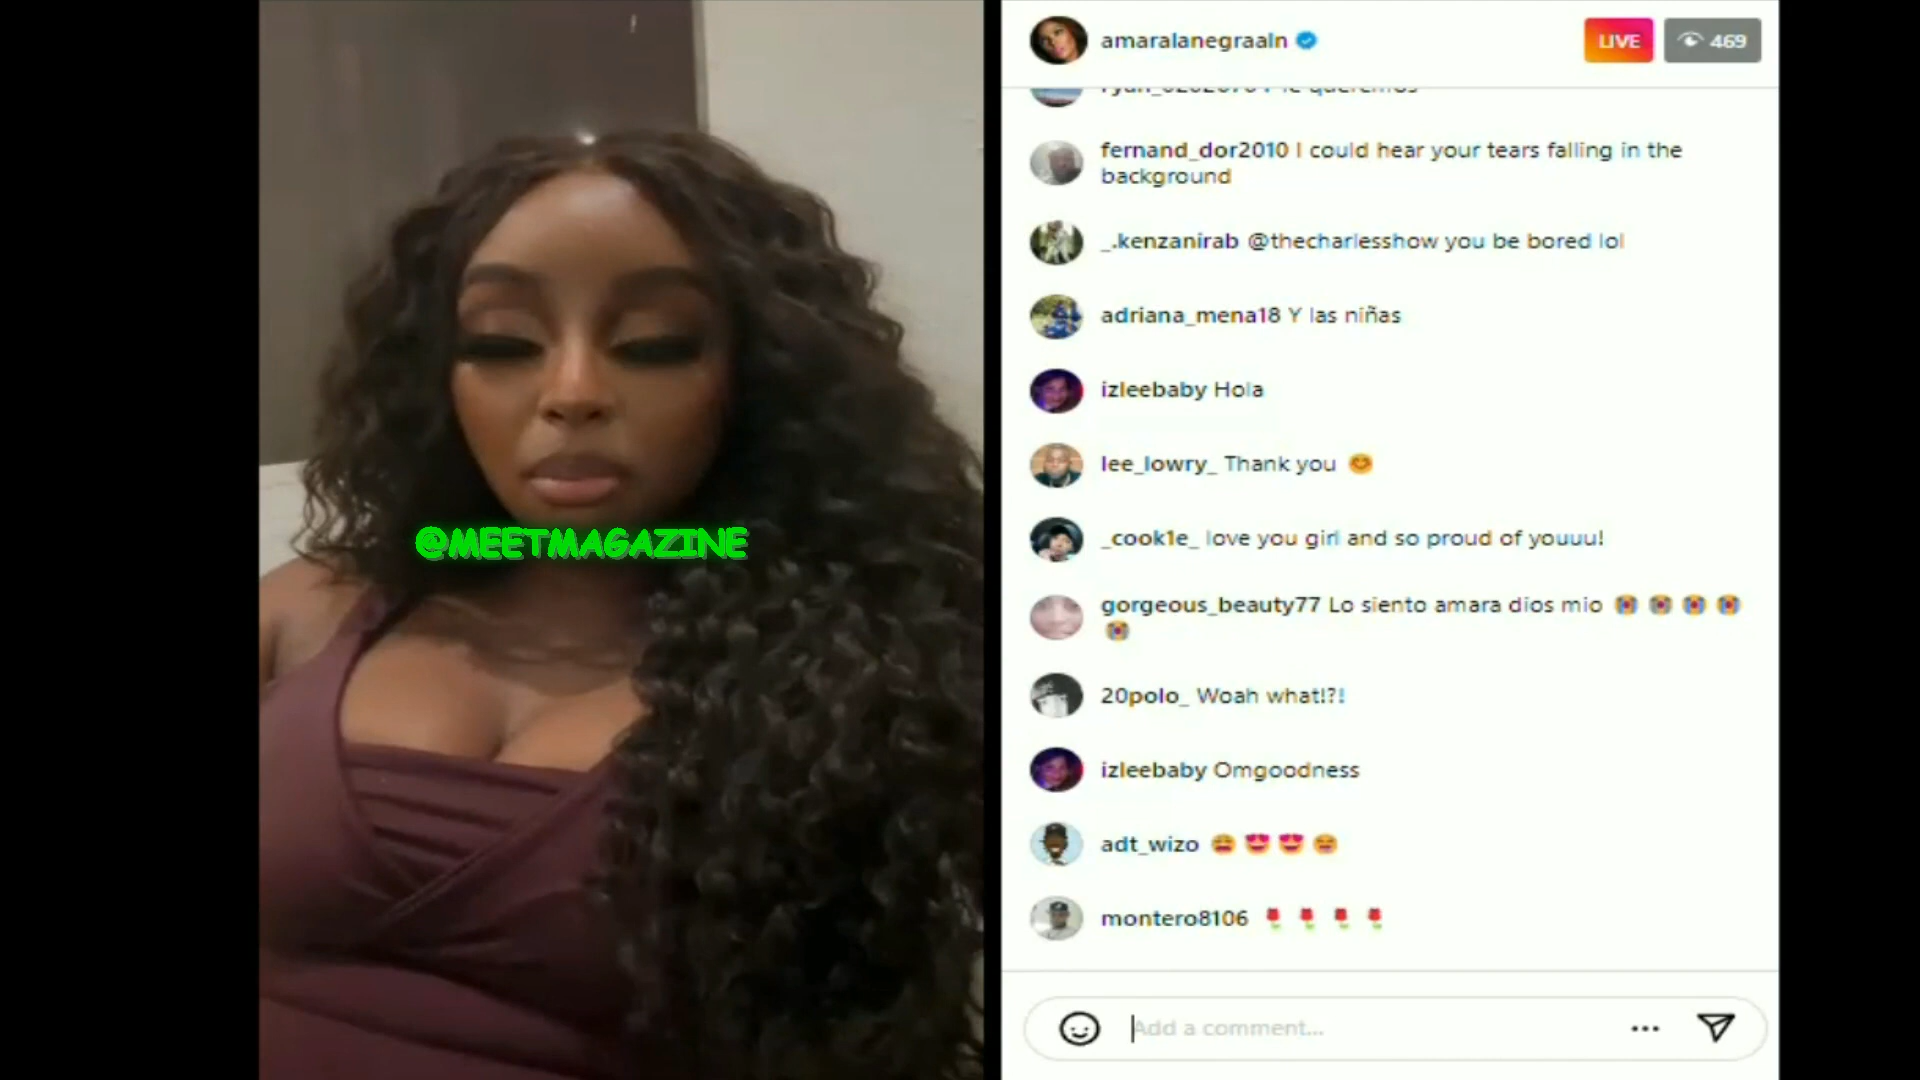 @MEETMAGAZINE
amaralanegraaln
LIVE
469
fernand_dor2010 I could hear your tears falling in the
background
_.kenzanirab @thecharlesshow you be bored lol
adriana_mena18 Y las niñas
izleebaby Hola
lee_lowry_ Thank you 😊
_cook1e_ love you girl and so proud of youuu!
gorgeous_beauty77 Lo siento amara dios mio 😭 😭 😭 😭
😭
20polo_ Woah what!?!
izleebaby Omgoodness
adt_wizo 😩 😍 😍 😫
montero8106 🌹 🌹 🌹 🌹
Add a comment...